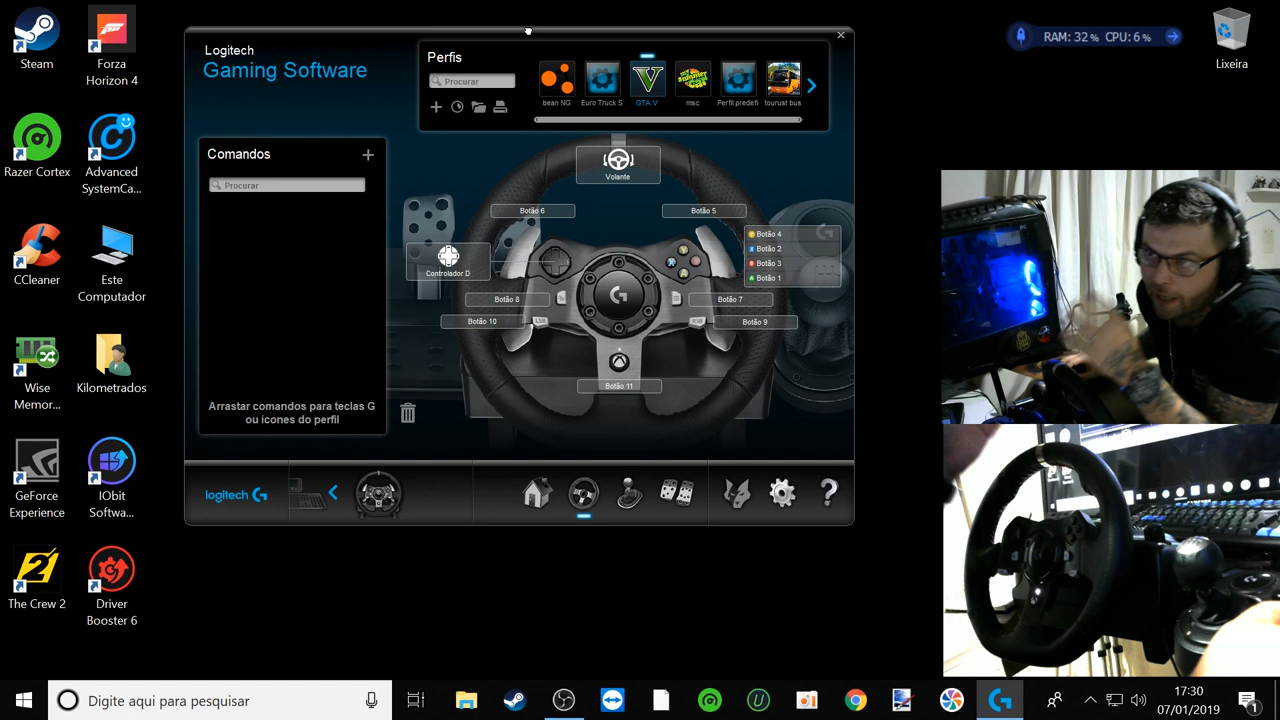 Steam
Forza
Horizon 4
Razer Cortex
Advanced
SystemCa...
CCleaner
Este
Computador
Wise
Memor...
Kilometrados
GeForce
Experience
IObit
Softwa...
The Crew 2
Driver
Booster 6
Logitech
Gaming Software
Perfis
Procurar
bean NG
Euro Truck S
GTA V
msc
Perfil predefi
tourust bus
Comandos
Procurar
Arrastar comandos para teclas G
ou ícones do perfil
Volante
Botão 6
Botão 5
Controlador D
Botão 4
Botão 2
Botão 3
Botão 1
Botão 8
Botão 7
Botão 10
Botão 9
LSB
RSB
Y
X
B
A
Botão 11
logitech G
RAM: 32% CPU: 6%
Lixeira
Digite aqui para pesquisar
17:30
07/01/2019
1